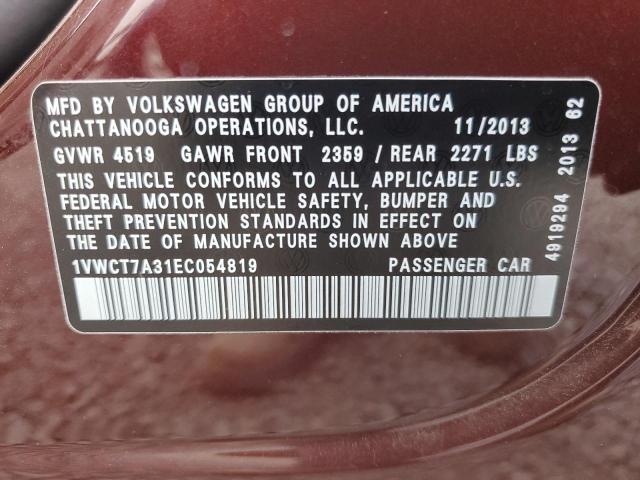 MFD BY VOLKSWAGEN GROUP OF AMERICA
CHATTANOOGA OPERATIONS, LLC. 11/2013
GVWR 4519 GAWR FRONT 2359 / REAR 2271 LBS
THIS VEHICLE CONFORMS TO ALL APPLICABLE U.S.
FEDERAL MOTOR VEHICLE SAFETY, BUMPER AND
THEFT PREVENTION STANDARDS IN EFFECT ON
THE DATE OF MANUFACTURE SHOWN ABOVE
1VWCT7A31EC054819 PASSENGER CAR
4919294 2013 62